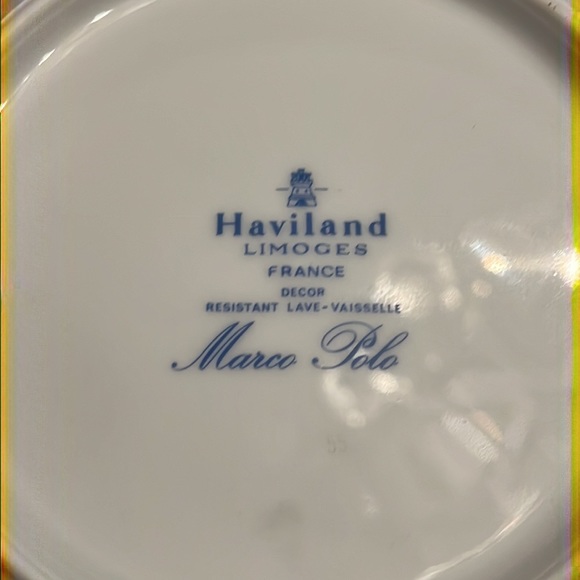 Haviland
LIMOGES
FRANCE
DECOR
RESISTANT LAVE-VAISSELLE
Marco Polo